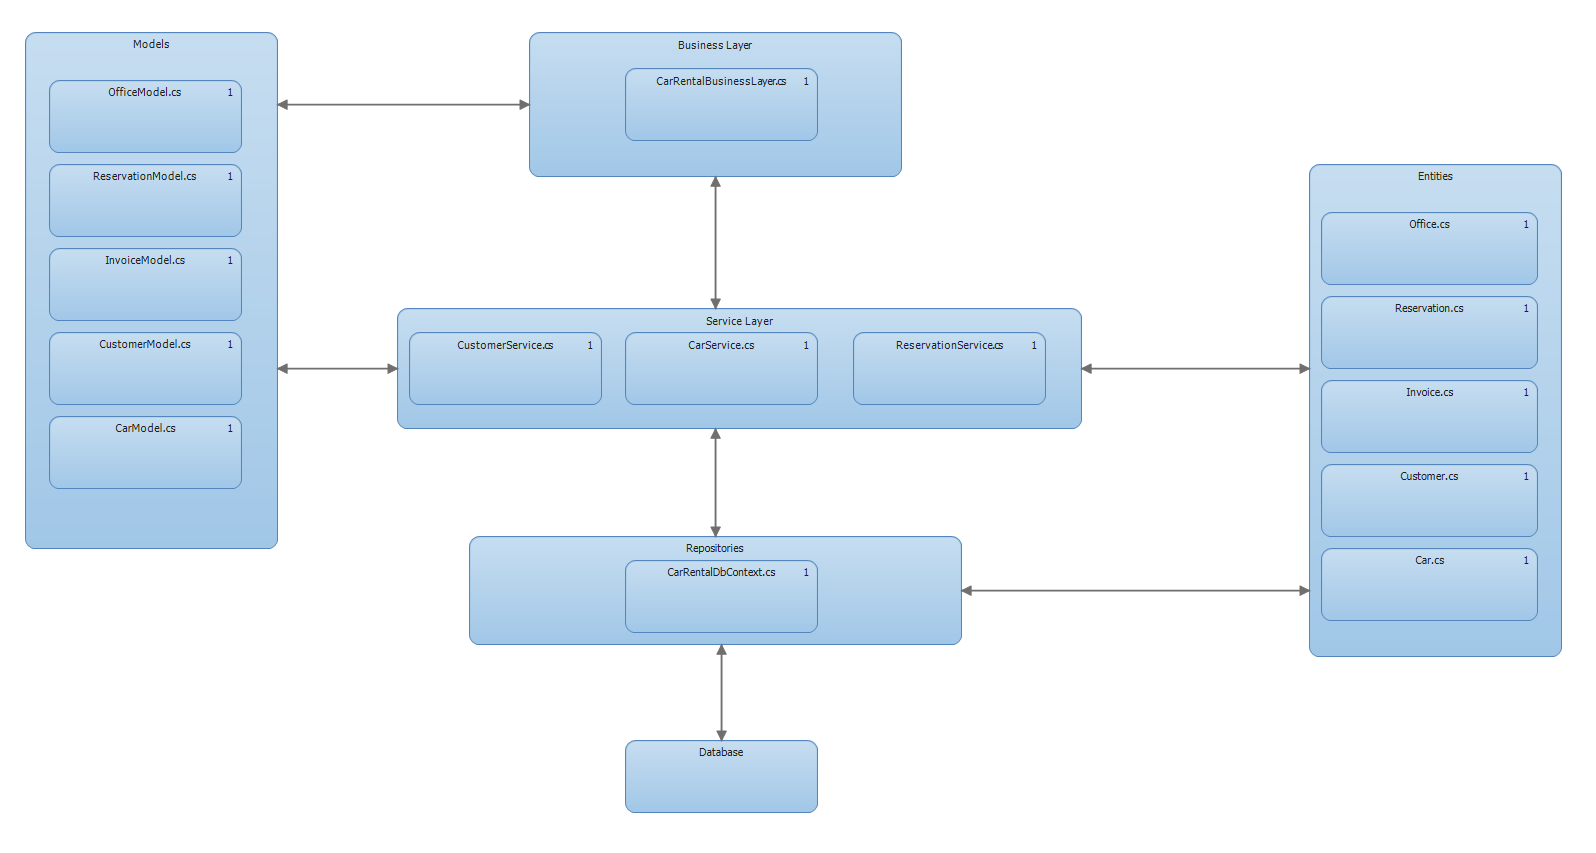 Models
OfficeModel.cs 1
ReservationModel.cs 1
InvoiceModel.cs 1
CustomerModel.cs 1
CarModel.cs 1
Business Layer
CarRentalBusinessLayer.cs 1
Service Layer
CustomerService.cs 1
CarService.cs 1
ReservationService.cs 1
Repositories
CarRentalDbContext.cs 1
Database
Entities
Office.cs 1
Reservation.cs 1
Invoice.cs 1
Customer.cs 1
Car.cs 1